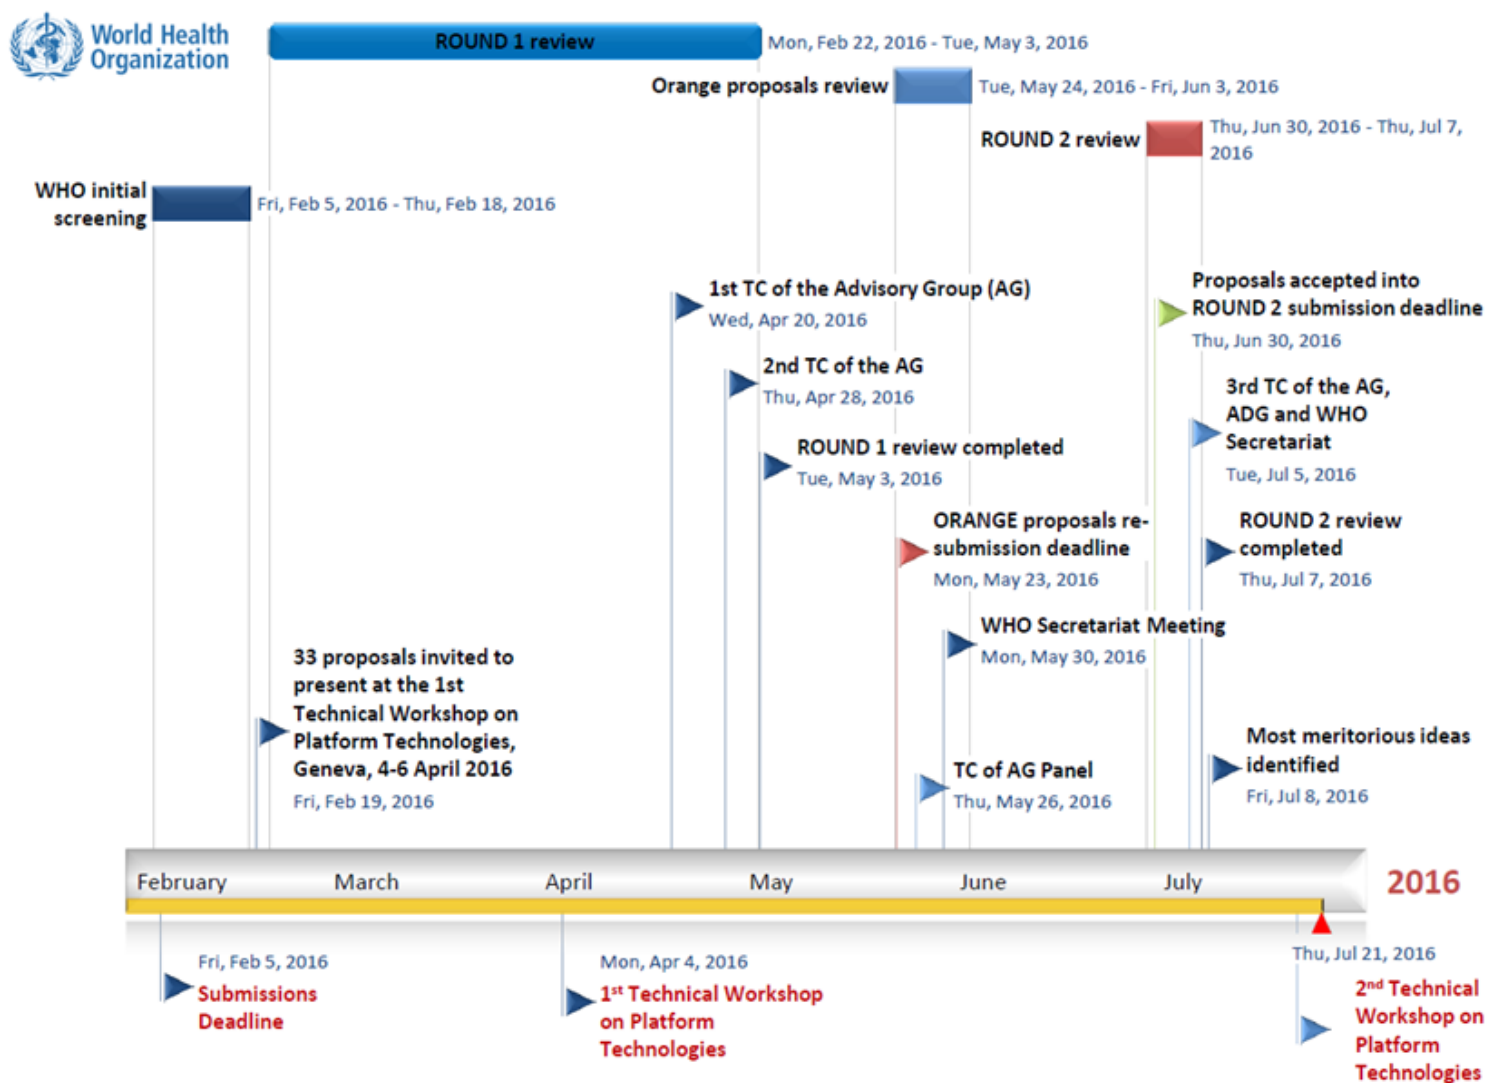 World Health
Organization
ROUND 1 review
Mon, Feb 22, 2016 - Tue, May 3, 2016
Orange proposals review
Tue, May 24, 2016 - Fri, Jun 3, 2016
ROUND 2 review
Thu, Jun 30, 2016 - Thu, Jul 7,
2016
WHO initial
screening
Fri, Feb 5, 2016 - Thu, Feb 18, 2016
1st TC of the Advisory Group (AG)
Wed, Apr 20, 2016
Proposals accepted into
ROUND 2 submission deadline
Thu, Jun 30, 2016
2nd TC of the AG
Thu, Apr 28, 2016
3rd TC of the AG,
ADG and WHO
Secretariat
Tue, Jul 5, 2016
ROUND 1 review completed
Tue, May 3, 2016
ORANGE proposals re-
submission deadline
Mon, May 23, 2016
ROUND 2 review
completed
Thu, Jul 7, 2016
WHO Secretariat Meeting
Mon, May 30, 2016
33 proposals invited to
present at the 1st
Technical Workshop on
Platform Technologies,
Geneva, 4-6 April 2016
Fri, Feb 19, 2016
TC of AG Panel
Thu, May 26, 2016
Most meritorious ideas
identified
Fri, Jul 8, 2016
February March April May June July 2016
Fri, Feb 5, 2016
Submissions
Deadline
Mon, Apr 4, 2016
1st Technical Workshop
on Platform
Technologies
Thu, Jul 21, 2016
2nd Technical
Workshop on
Platform
Technologies